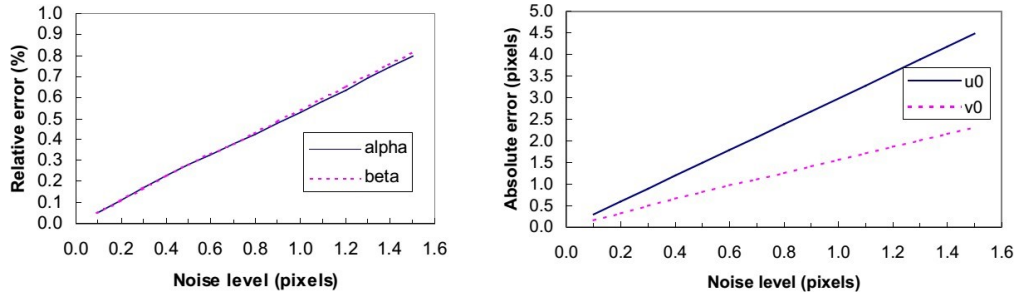 Relative error (%)
1.0
0.9
0.8
0.7
0.6
0.5
0.4
0.3
0.2
0.1
0.0
alpha
beta
0.0 0.2 0.4 0.6 0.8 1.0 1.2 1.4 1.6
Noise level (pixels)
Absolute error (pixels)
5.0
4.5
4.0
3.5
3.0
2.5
2.0
1.5
1.0
0.5
0.0
u0
v0
0.0 0.2 0.4 0.6 0.8 1.0 1.2 1.4 1.6
Noise level (pixels)